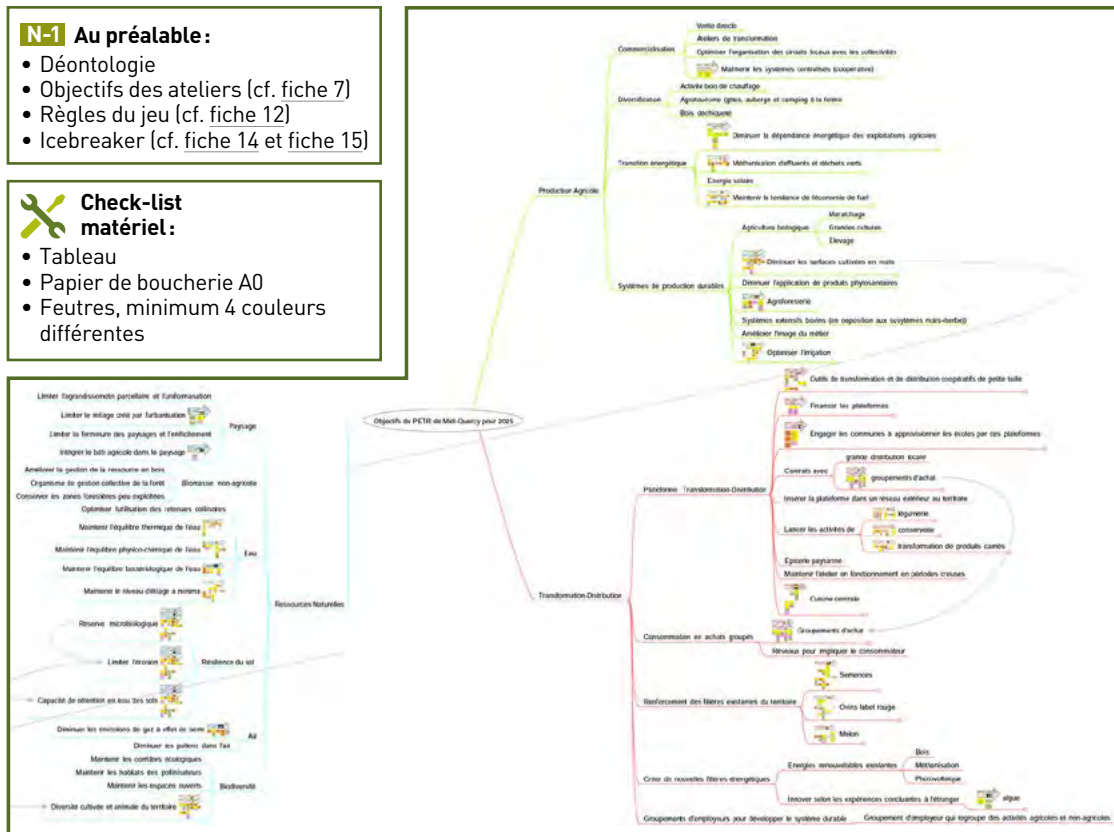 N-1 Au préalable :
• Déontologie
• Objectifs des ateliers (cf. fiche 7)
• Règles du jeu (cf. fiche 12)
• Icebreaker (cf. fiche 14 et fiche 15)
Check-list
matériel :
• Tableau
• Papier de boucherie A0
• Feutres, minimum 4 couleurs
différentes
Objectifs du PETR de Midi-Quercy pour 2025
Production Agricole
Commercialisation
Vente directe
Ateliers de transformation
Optimiser l'organisation des circuits locaux avec les collectivités
Maintenir les systèmes centralisés (coopérative)
Diversification
Activité bois de chauffage
Agrotourisme (gîtes, auberge et camping à la ferme)
Bois déchiqueté
Transition énergétique
Diminuer la dépendance énergétique des exploitations agricoles
Méthanisation d'effluents et déchets verts
Energie solaire
Maintenir la tendance de l'économie de fuel
Systèmes de production durables
Agriculture biologique
Maraîchage
Grandes cultures
Elevage
Diminuer les surfaces cultivées en maïs
Diminuer l'application de produits phytosanitaires
Agroforesterie
Systèmes extensifs bovins (en opposition aux susytèmes maïs-herbe))
Améliorer l'image du métier
Optimiser l'irrigation
Transformation-Distribution
Plateforme Transformation-Distribution
Outils de transformation et de distribution coopératifs de petite taille
Financer les plateformes
Engager les communes à approvisionner les écoles par ces plateformes
Contrats avec
grande distribution locale
groupements d'achat
Insérer la plateforme dans un réseau extérieur au territoire
Lancer les activités de
légumerie
conserverie
transformation de produits carnés
Epicerie paysanne
Maintenir l'atelier en fonctionnement en périodes creuses
Cuisine centrale
Consommation en achats groupés
Groupements d'achat
Réseaux pour impliquer le consommateur
Renforcement des filières existantes du territoire
Semences
Ovins label rouge
Melon
Créer de nouvelles filières énergétiques
Energies renouvelables existantes
Bois
Méthanisation
Photovoltaïque
Innover selon les expériences concluantes à l'étranger
algue
Groupements d'employeurs pour développer le système durable
Groupement d'employeur qui regroupe des activités agricoles et non-agricoles
Ressources Naturelles
Paysage
Limiter l'agrandissemetn parcellaire et l'uniformasation
Limiter le mitage créé par l'urbanisation
Limiter la fermeture des paysages et l'enfrichement
Intégrer le bâti agricole dans le paysage
Biomasse non-agricole
Améliorer la gestion de la ressource en bois
Organisme de gestion collective de la forêt
Conserver les zones forestières peu exploitées
Eau
Optimiser l'utilisation des retenues collinaires
Maintenir l'équilibre thermique de l'eau
Maintenir l'équilibre physico-chimique de l'eau
Maintenir l'équilibre bactériologique de l'eau
Maintenir le niveau d'étiage a minima
Résilience du sol
Réserve microbiologique
Limiter l'érosion
Capacité de rétention en eau des sols
Air
Diminuer les émissions de gaz à effet de serre
Diminuer les pollens dans l'air
Biodiversité
Maintenir les corridors écologiques
Maintenir les habitats des pollinisateurs
Maintenir les espaces ouverts
Diversité cultivée et animale du territoire